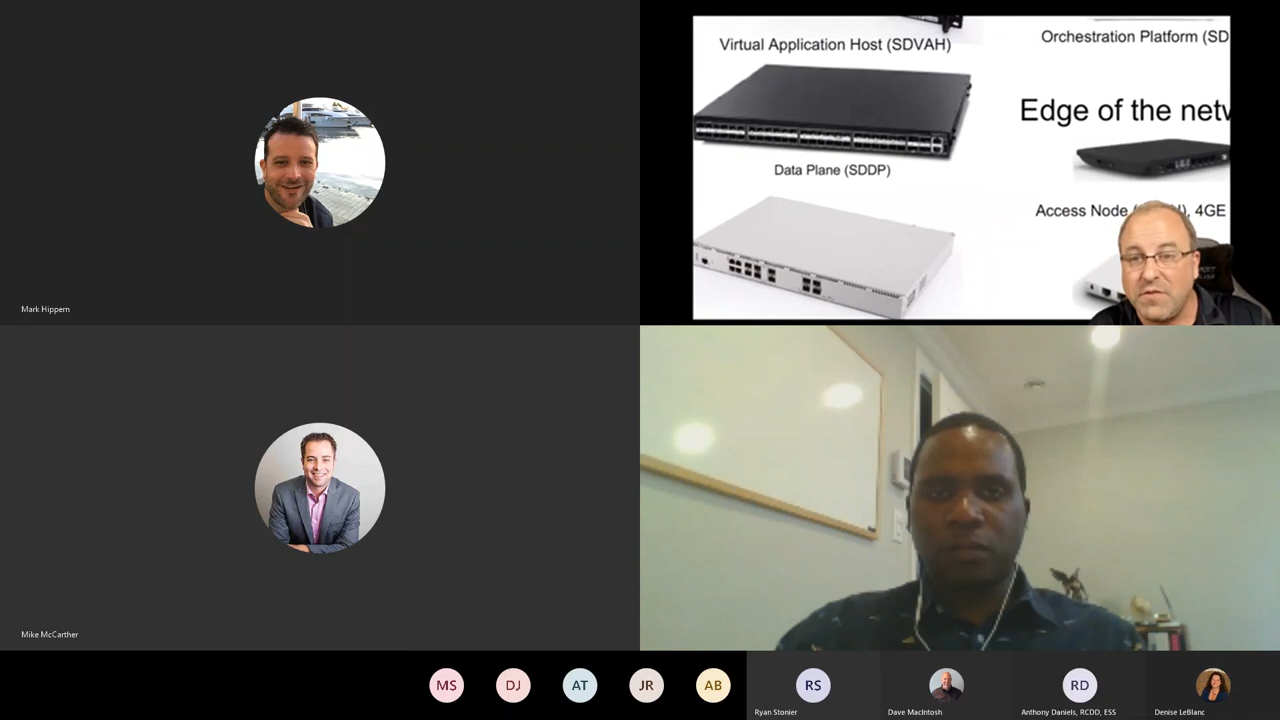 Virtual Application Host (SDVAH)
Orchestration Platform (SD
Edge of the netw
Data Plane (SDDP)
Access Node ( ), 4GE
Mark Hippern
Mike McCarther
MS
DJ
AT
JR
AB
RS
RD
Ryan Stonier
Dave MacIntosh
Anthony Daniels, RCDD, ESS
Denise LeBlanc